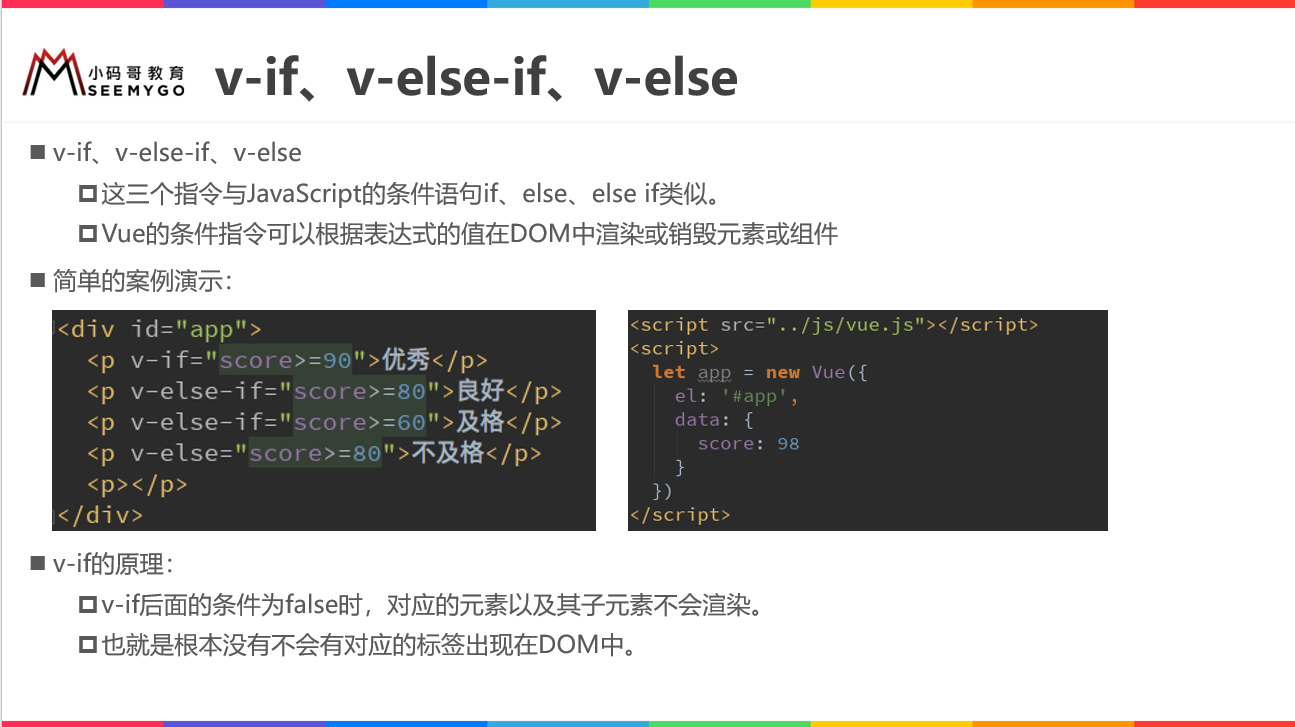 小码哥教育
SEEMYGO
v-if、v-else-if、v-else
v-if、v-else-if、v-else
这三个指令与JavaScript的条件语句if、else、else if类似。
Vue的条件指令可以根据表达式的值在DOM中渲染或销毁元素或组件
简单的案例演示：
<div id="app">
<p v-if="score>=90">优秀</p>
<p v-else-if="score>=80">良好</p>
<p v-else-if="score>=60">及格</p>
<p v-else="score>=80">不及格</p>
<p></p>
</div>
<script src="../js/vue.js"></script>
<script>
let app = new Vue({
el: '#app',
data: {
score: 98
}
})
</script>
v-if的原理：
v-if后面的条件为false时，对应的元素以及其子元素不会渲染。
也就是根本没有不会有对应的标签出现在DOM中。